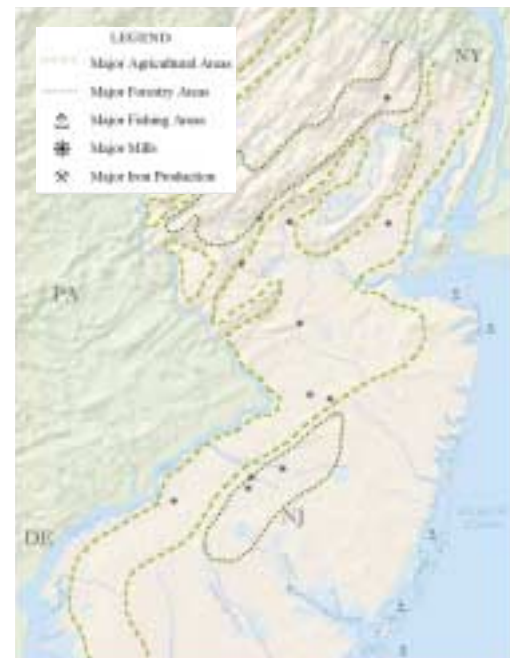 LEGEND
Major Agricultural Areas
Major Forestry Areas
Major Fishing Areas
Major Mills
Major Iron Production
NY
PA
NJ
DE